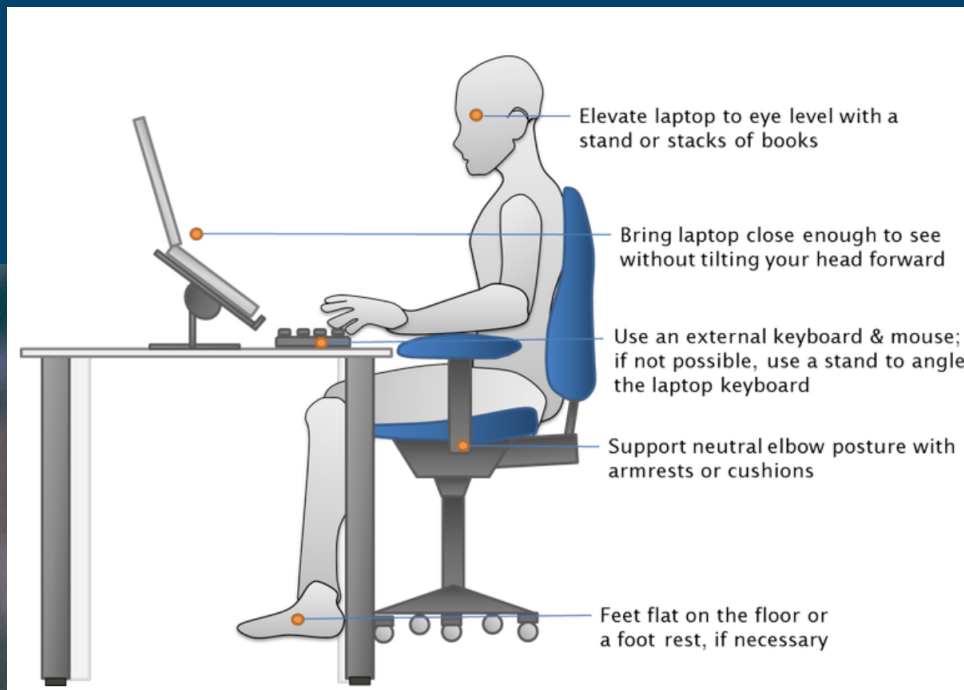 Elevate laptop to eye level with a
stand or stacks of books
Bring laptop close enough to see
without tilting your head forward
Use an external keyboard & mouse;
if not possible, use a stand to angle
the laptop keyboard
Support neutral elbow posture with
armrests or cushions
Feet flat on the floor or
a foot rest, if necessary